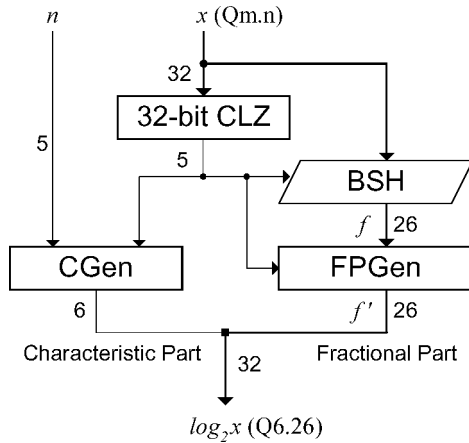 n
x (Qm.n)
32
32-bit CLZ
5
5
BSH
f 26
CGen
FPGen
6
f' 26
Characteristic Part
Fractional Part
32
log2x (Q6.26)